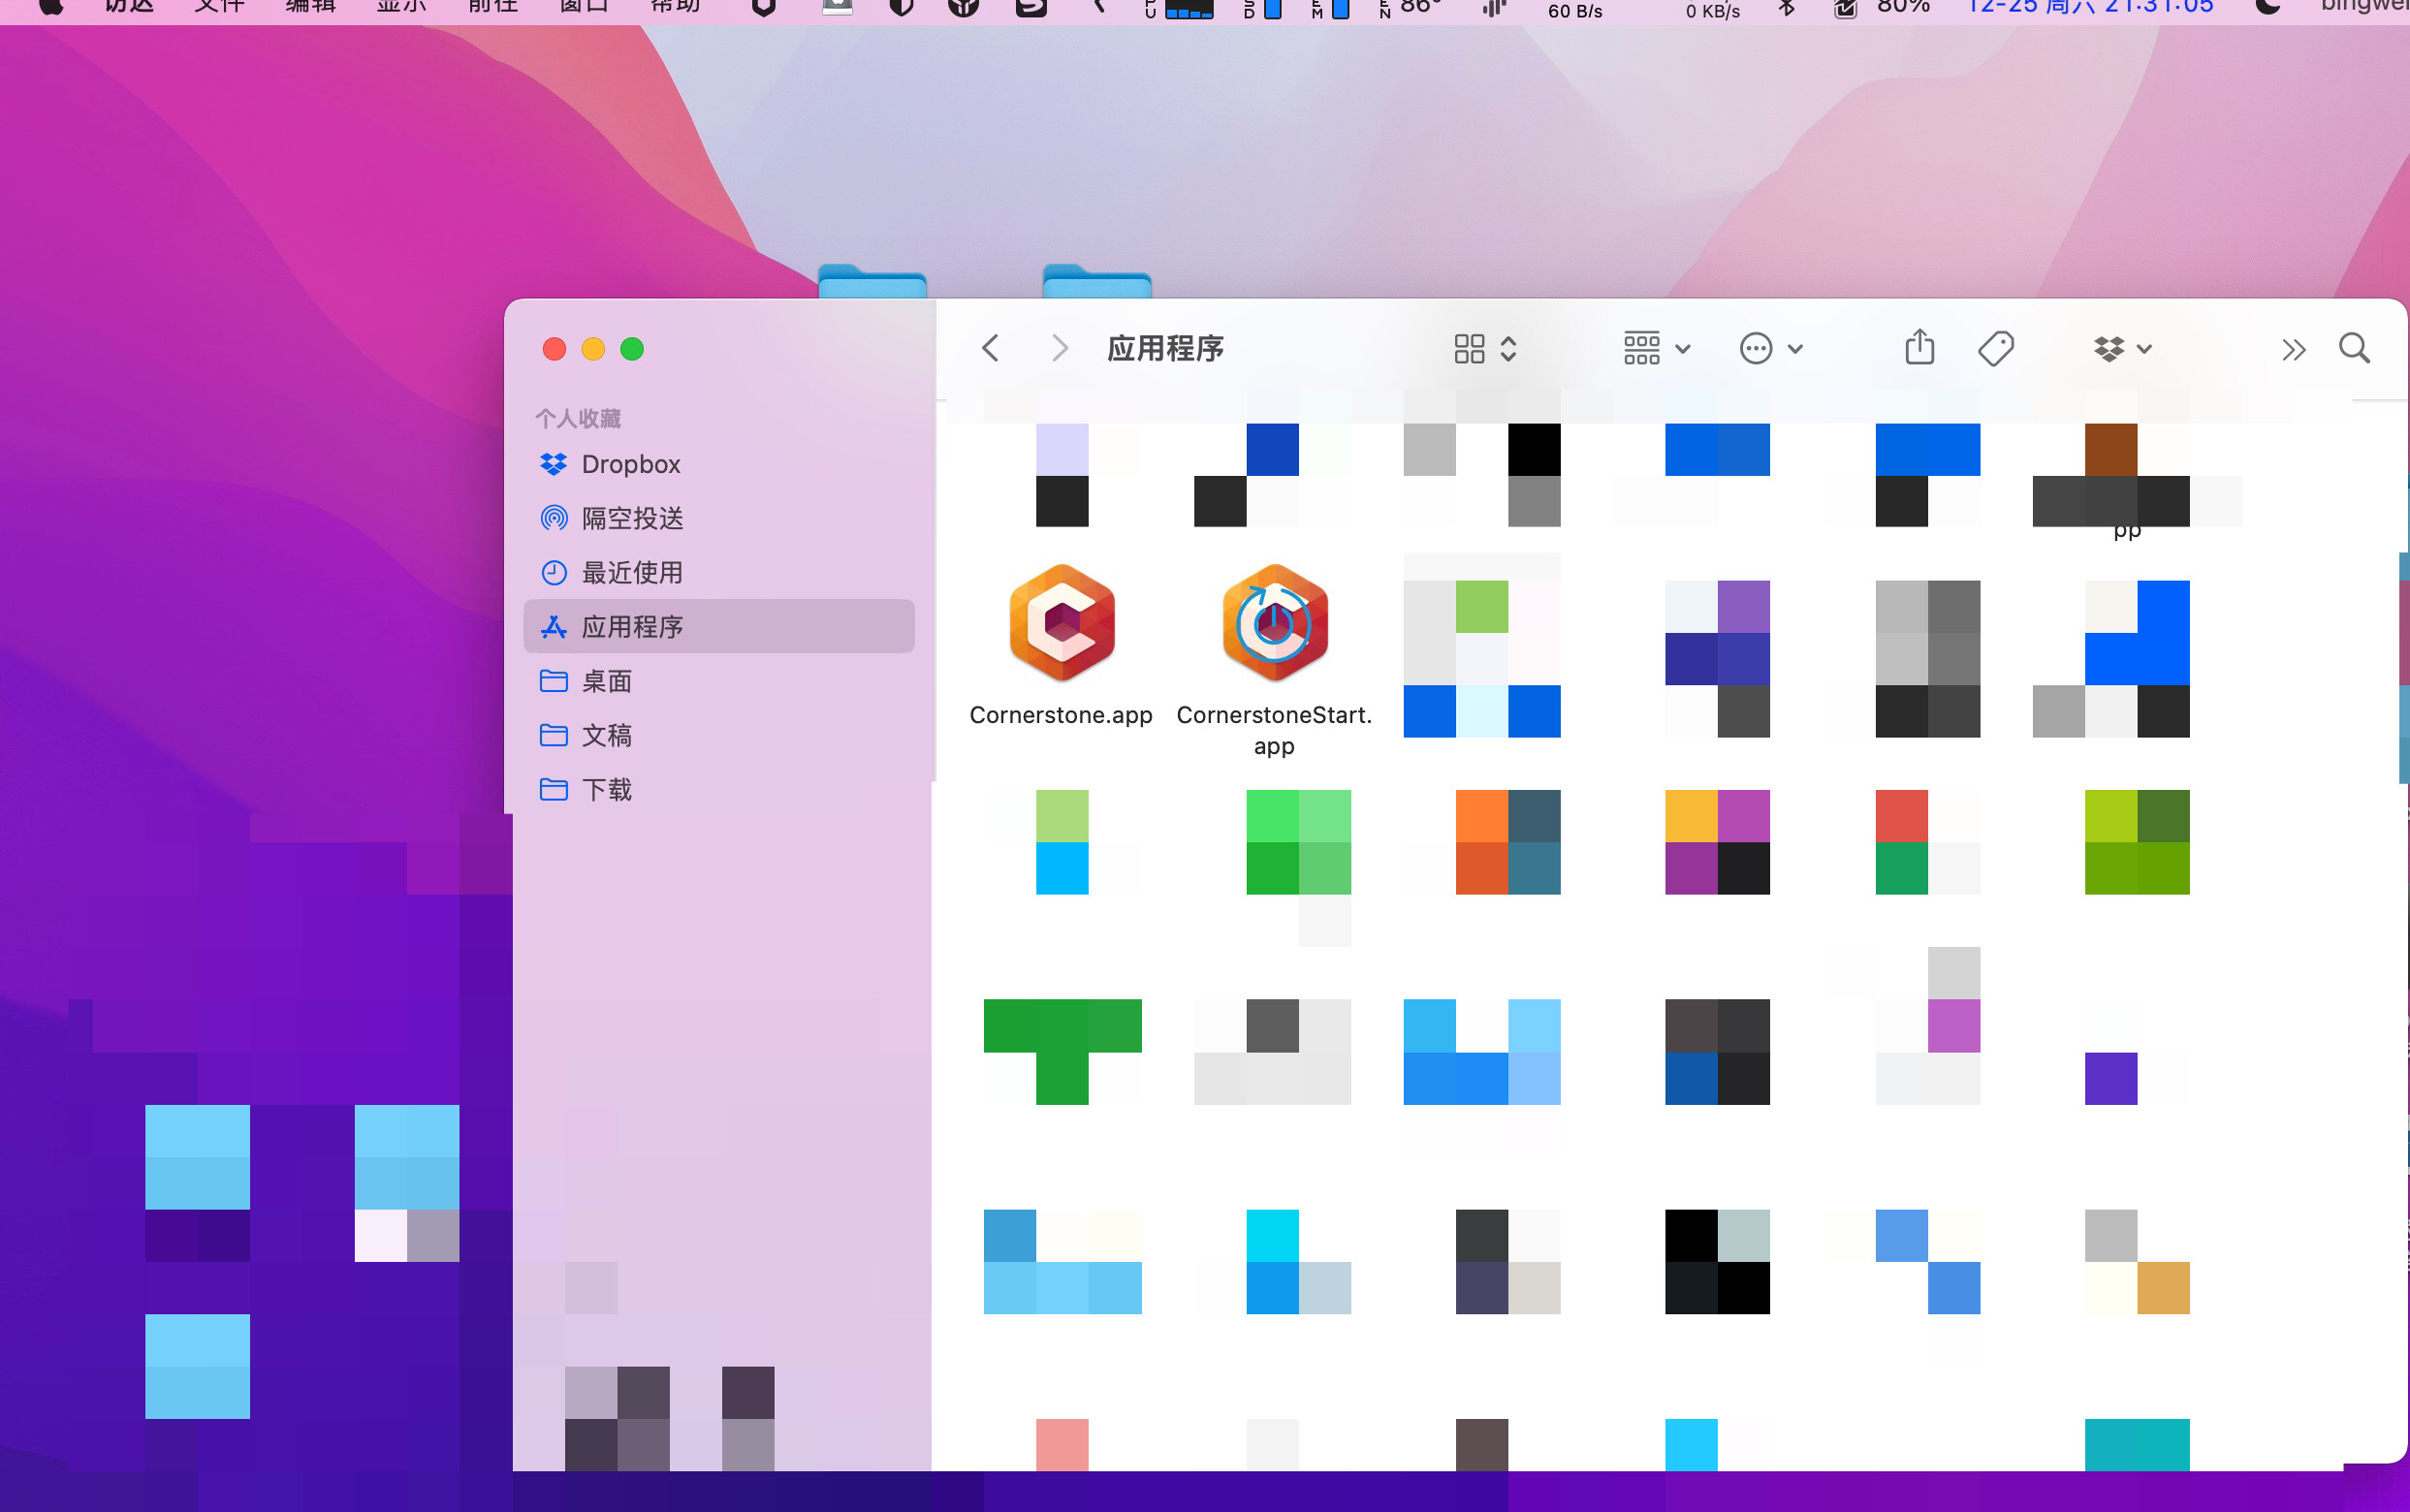 访达 文件 编辑 显示 前往 窗口 帮助 86° 60 B/s 0 KB/s 80% 12-25 周六 21:31:05
应用程序
个人收藏
Dropbox
隔空投送
最近使用
应用程序
桌面
文稿
下载
pp
Cornerstone.app
CornerstoneStart.
app